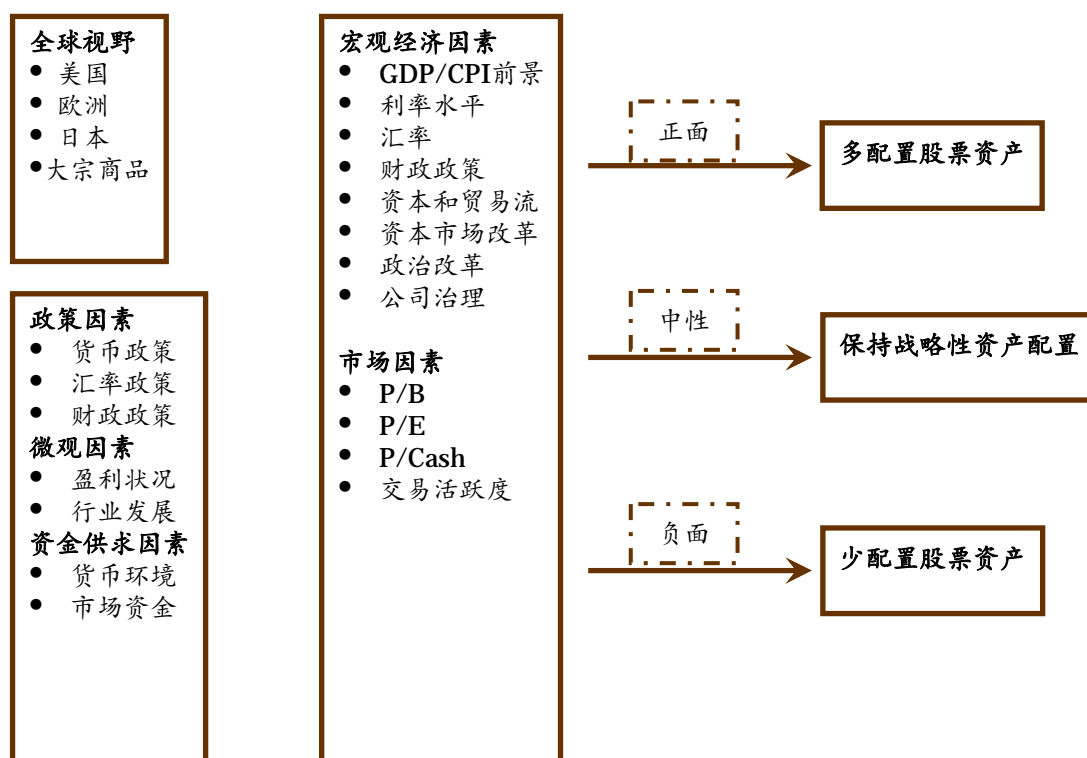 全球视野
● 美国
● 欧洲
● 日本
●大宗商品
政策因素
● 货币政策
● 汇率政策
● 财政政策
微观因素
● 盈利状况
● 行业发展
资金供求因素
● 货币环境
● 市场资金
宏观经济因素
● GDP/CPI前景
● 利率水平
● 汇率
● 财政政策
● 资本和贸易流
● 资本市场改革
● 政治改革
● 公司治理
市场因素
● P/B
● P/E
● P/Cash
● 交易活跃度
正面
多配置股票资产
中性
保持战略性资产配置
负面
少配置股票资产